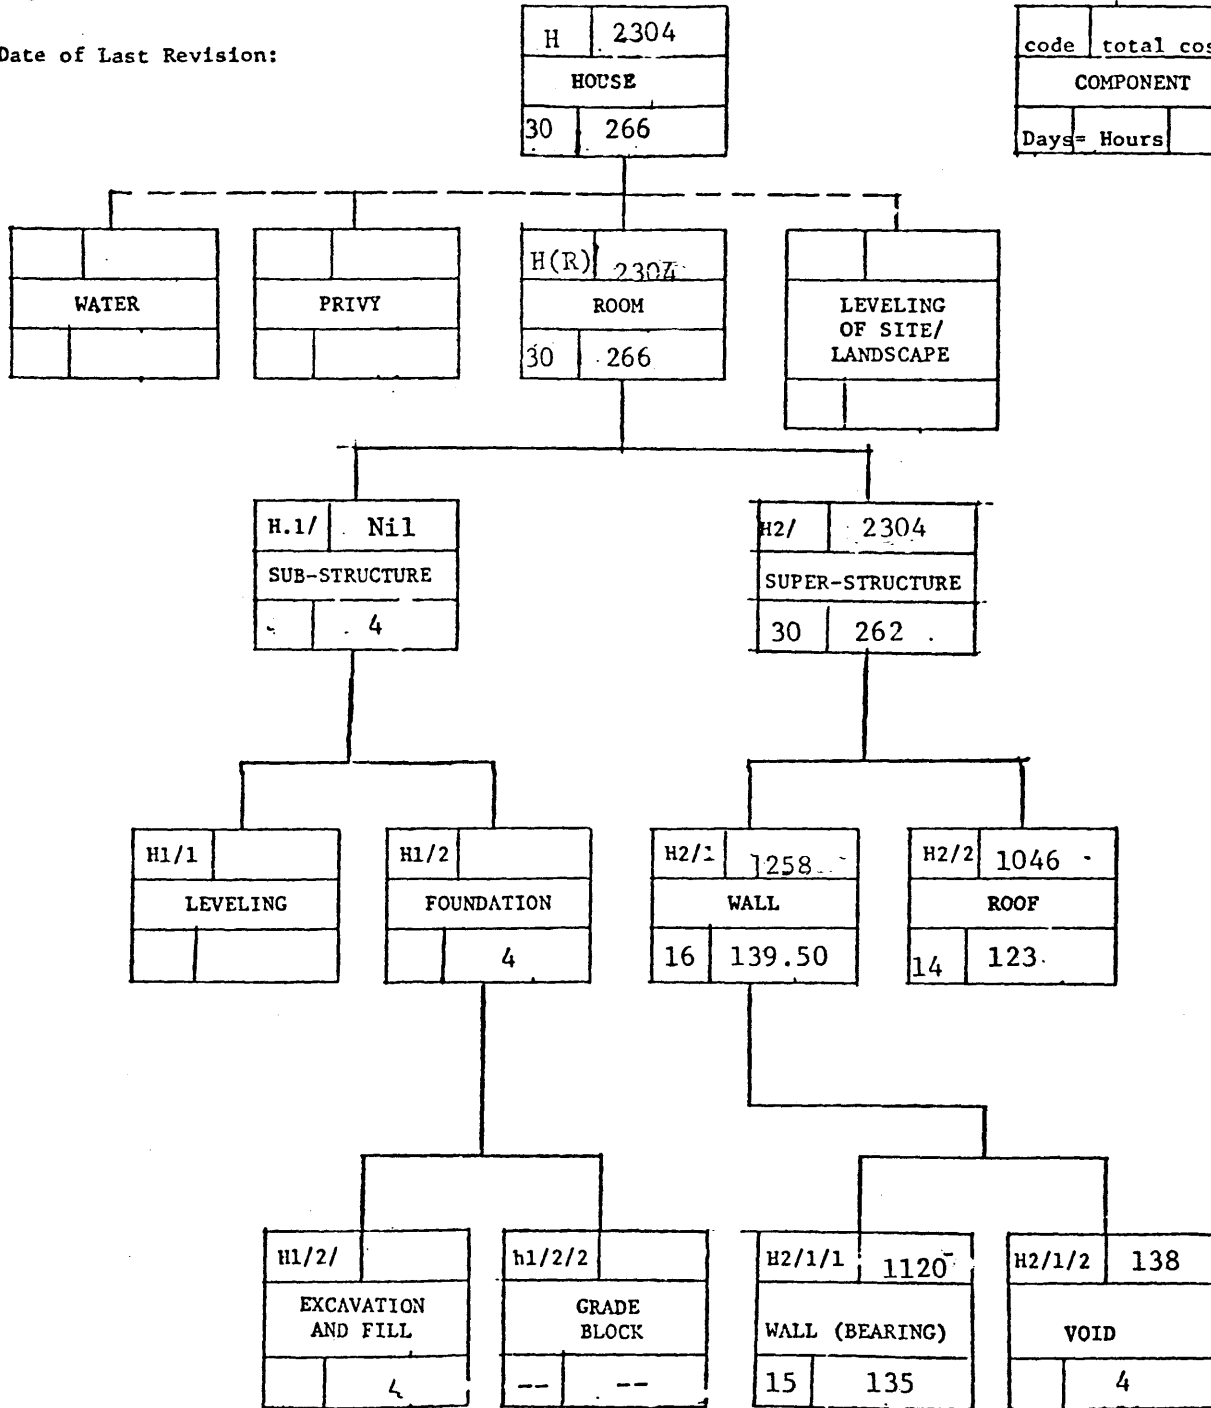 H 2304
code total cos
Date of Last Revision:
HOUSE
COMPONENT
30 266
Days= Hours
H(R) 2304
WATER
PRIVY
ROOM
LEVELING
OF SITE/
LANDSCAPE
30 266
H.1/ Nil
H2/ 2304
SUB-STRUCTURE
SUPER-STRUCTURE
4
30 262
H1/1
H1/2
H2/1 1258
H2/2 1046
LEVELING
FOUNDATION
WALL
ROOF
4
16 139.50
14 123
H1/2/
h1/2/2
H2/1/1 1120
H2/1/2 138
EXCAVATION
AND FILL
GRADE
BLOCK
WALL (BEARING)
VOID
4
-- --
15 135
4